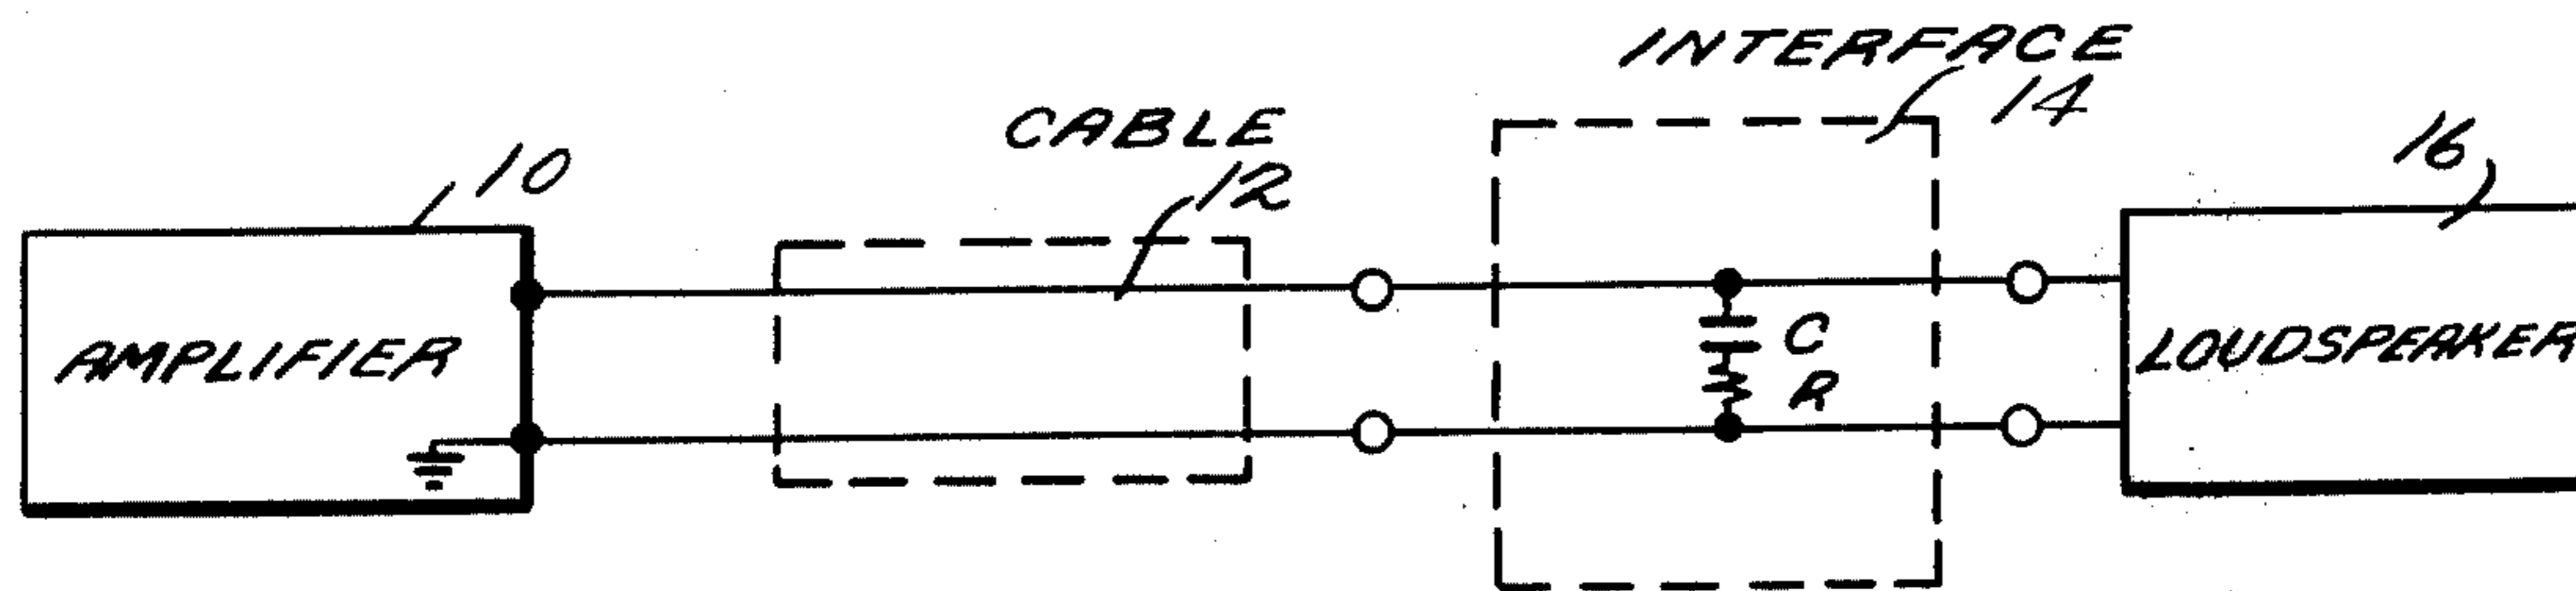 INTERFACE
14
CABLE
12
10
16
AMPLIFIER
C
R
LOUDSPEAKER